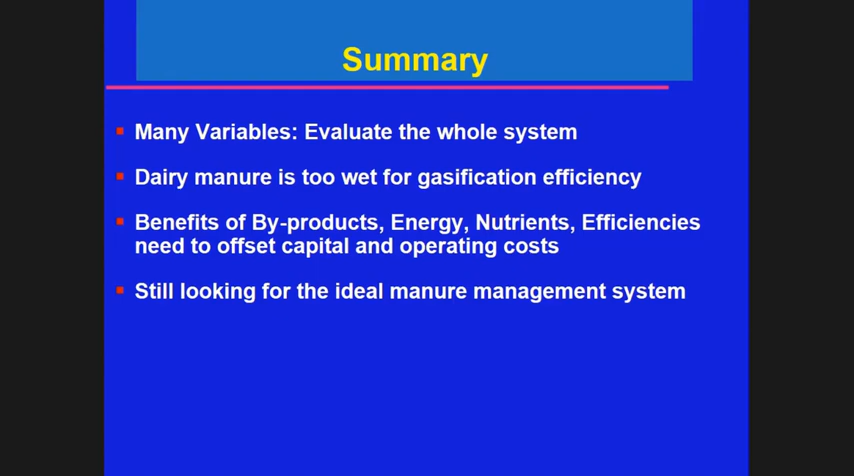 Summary
Many Variables: Evaluate the whole system
Dairy manure is too wet for gasification efficiency
Benefits of By-products, Energy, Nutrients, Efficiencies
need to offset capital and operating costs
Still looking for the ideal manure management system